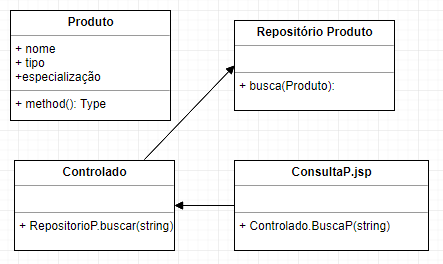 Produto
+ nome
+ tipo
+especialização
+ method(): Type
Repositório Produto
+ busca(Produto):
Controlado
+ RepositorioP.buscar(string)
ConsultaP.jsp
+ Controlado.BuscaP(string)